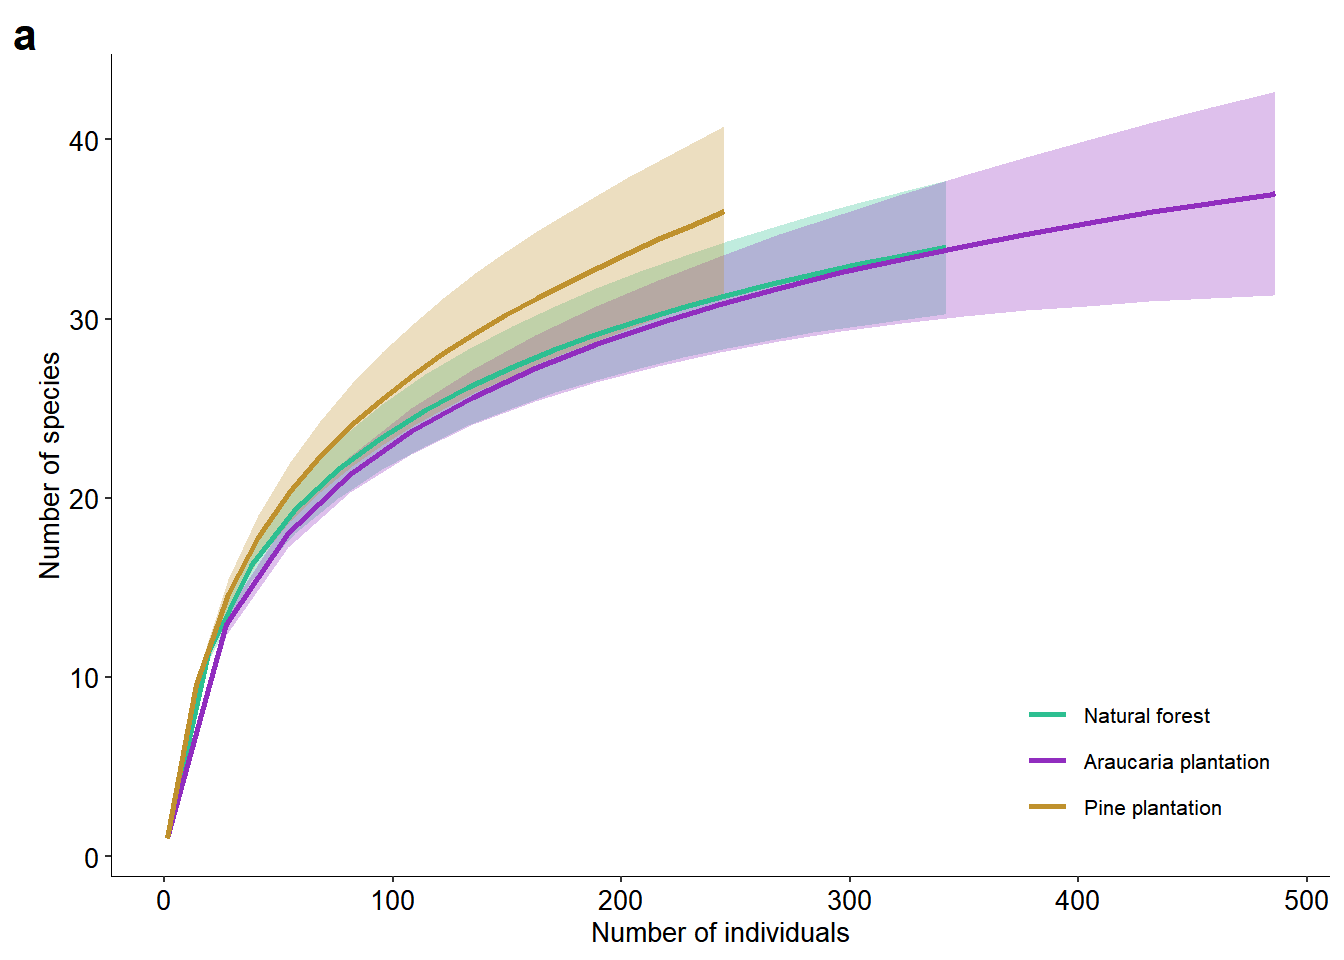 a
Number of species
40
30
20
10
0
Natural forest
Araucaria plantation
Pine plantation
0 100 200 300 400 500
Number of individuals